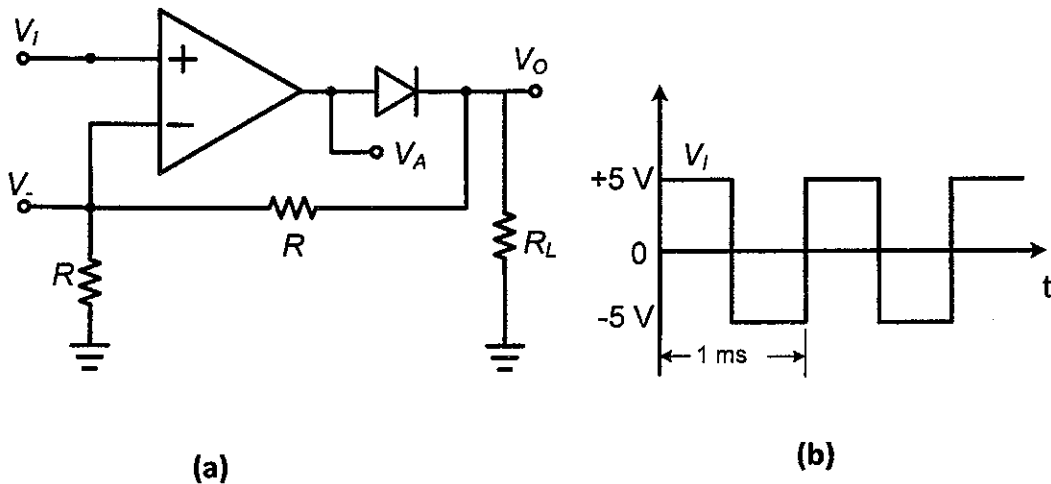 V_I
+
−
V_O
V_A
V_-
R
R
R_L
V_I
+5 V
0
-5 V
t
1 ms
(a)
(b)